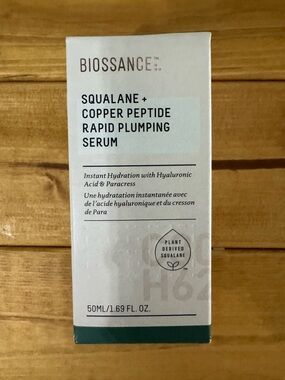 BIOSSANCE
SQUALANE +
COPPER PEPTIDE
RAPID PLUMPING
SERUM
Instant Hydration with Hyaluronic
Acid & Paracress
Une hydratation instantanée avec
de l'acide hyaluronique et du cresson
de Para
PLANT
DERIVED
SQUALANE
H62
50ML/1.69 FL. OZ.